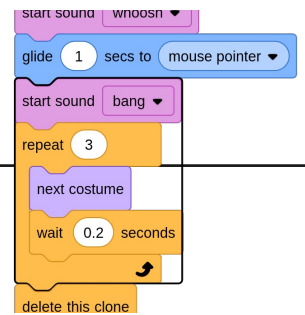 start sound whoosh
glide 1 secs to mouse pointer
start sound bang
repeat 3
next costume
wait 0.2 seconds
delete this clone